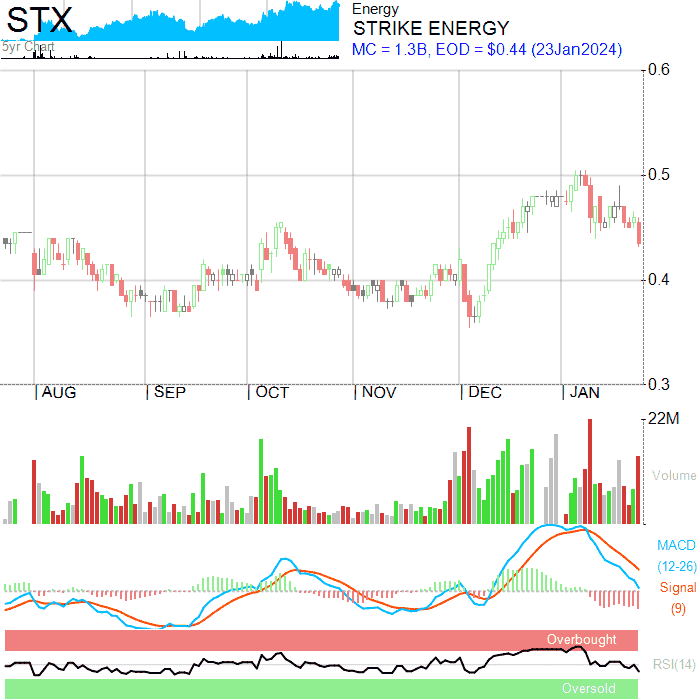 STX
5yr Chart
Energy
STRIKE ENERGY
MC = 1.3B, EOD = $0.44 (23Jan2024)
0.6
0.5
0.4
0.3
AUG SEP OCT NOV DEC JAN
22M
Volume
MACD
(12-26)
Signal
(9)
Overbought
RSI(14)
Oversold